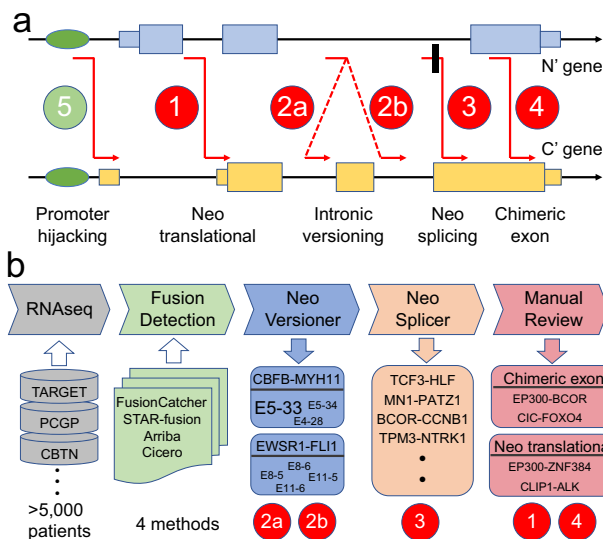 a
N' gene
5
1
2a
2b
3
4
C' gene
Promoter
hijacking
Neo
translational
Intronic
versioning
Neo
splicing
Chimeric
exon
b
RNAseq
Fusion
Detection
Neo
Versioner
Neo
Splicer
Manual
Review
TARGET
PCGP
CBTN
>5,000
patients
FusionCatcher
STAR-fusion
Arriba
Cicero
4 methods
CBFB-MYH11
E5-33 E5-34
E4-28
EWSR1-FLI1
E8-6
E8-5 E11-5
E11-6
2a 2b
TCF3-HLF
MN1-PATZ1
BCOR-CCNB1
TPM3-NTRK1
3
Chimeric exon
EP300-BCOR
CIC-FOXO4
Neo translational
EP300-ZNF384
CLIP1-ALK
1 4